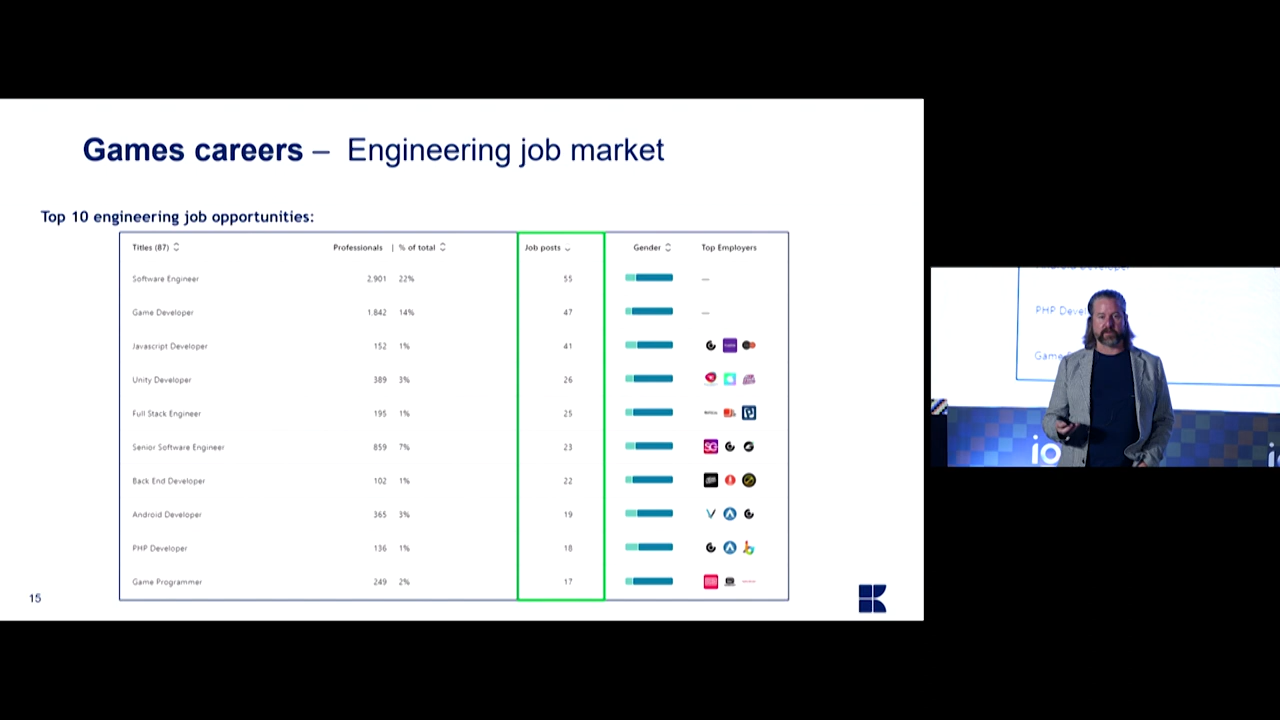 Games careers – Engineering job market
Top 10 engineering job opportunities:
Titles (87) Professionals | % of total Job posts Gender Top Employers
Software Engineer 2,901 22% 55 —
Game Developer 1,842 14% 47 —
Javascript Developer 152 1% 41
Unity Developer 389 3% 26
Full Stack Engineer 195 1% 25
Senior Software Engineer 859 7% 23 SG
Back End Developer 102 1% 22
Android Developer 365 3% 19
PHP Developer 136 1% 18
Game Programmer 249 2% 17
15
PHP Devel
Game
io